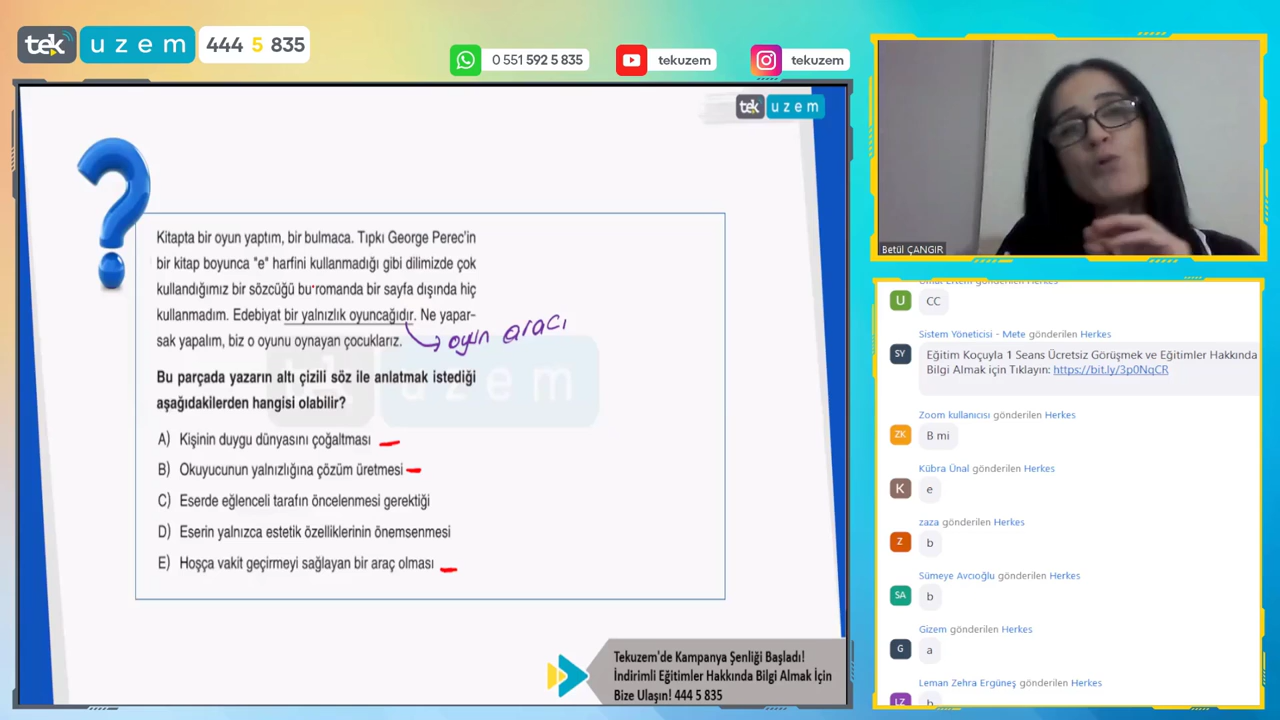 tek uzem 444 5 835
0 551 592 5 835
tekuzem
tekuzem
tek uzem
Kitapta bir oyun yaptım, bir bulmaca. Tıpkı George Perec'in
bir kitap boyunca "e" harfini kullanmadığı gibi dilimizde çok
kullandığımız bir sözcüğü bu romanda bir sayfa dışında hiç
kullanmadım. Edebiyat bir yalnızlık oyuncağıdır. Ne yapar-
sak yapalım, biz o oyunu oynayan çocuklarız.
oyun aracı
Bu parçada yazarın altı çizili söz ile anlatmak istediği
aşağıdakilerden hangisi olabilir?
A) Kişinin duygu dünyasını çoğaltması
B) Okuyucunun yalnızlığına çözüm üretmesi
C) Eserde eğlenceli tarafın öncelenmesi gerektiği
D) Eserin yalnızca estetik özelliklerinin önemsenmesi
E) Hoşça vakit geçirmeyi sağlayan bir araç olması
uzem
Tekuzem'de Kampanya Şenliği Başladı!
İndirimli Eğitimler Hakkında Bilgi Almak İçin
Bize Ulaşın! 444 5 835
Betül ÇANGIR
U CC
Sistem Yöneticisi - Mete gönderilen Herkes
SY Eğitim Koçuyla 1 Seans Ücretsiz Görüşmek ve Eğitimler Hakkında
Bilgi Almak için Tıklayın: https://bit.ly/3p0NqCR
Zoom kullanıcısı gönderilen Herkes
ZK B mi
Kübra Ünal gönderilen Herkes
K e
zaza gönderilen Herkes
Z b
Sümeye Avcıoğlu gönderilen Herkes
SA b
Gizem gönderilen Herkes
G a
Leman Zehra Ergüneş gönderilen Herkes
LZ b